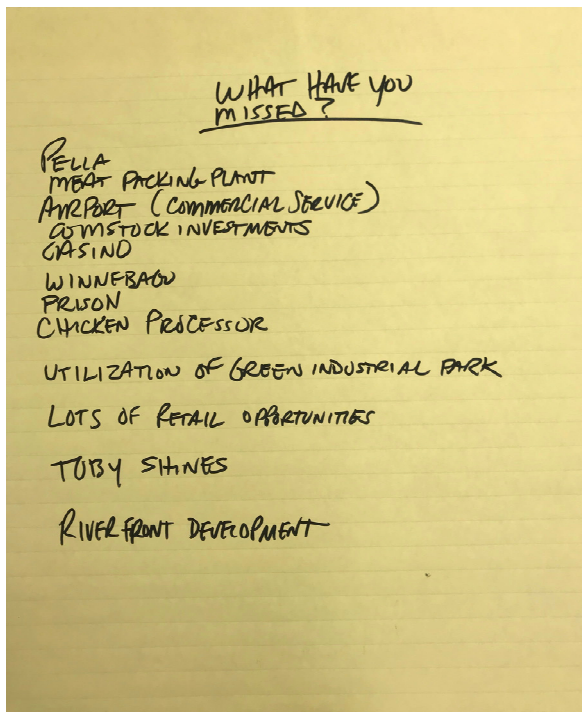 WHAT HAVE YOU
MISSED?
PELLA
MEAT PACKING PLANT
AIRPORT (COMMERCIAL SERVICE)
COMSTOCK INVESTMENTS
CASINO
WINNEBAGO
PRISON
CHICKEN PROCESSOR
UTILIZATION OF GREEN INDUSTRIAL PARK
LOTS OF RETAIL OPPORTUNITIES
TOBY SHINES
RIVERFRONT DEVELOPMENT